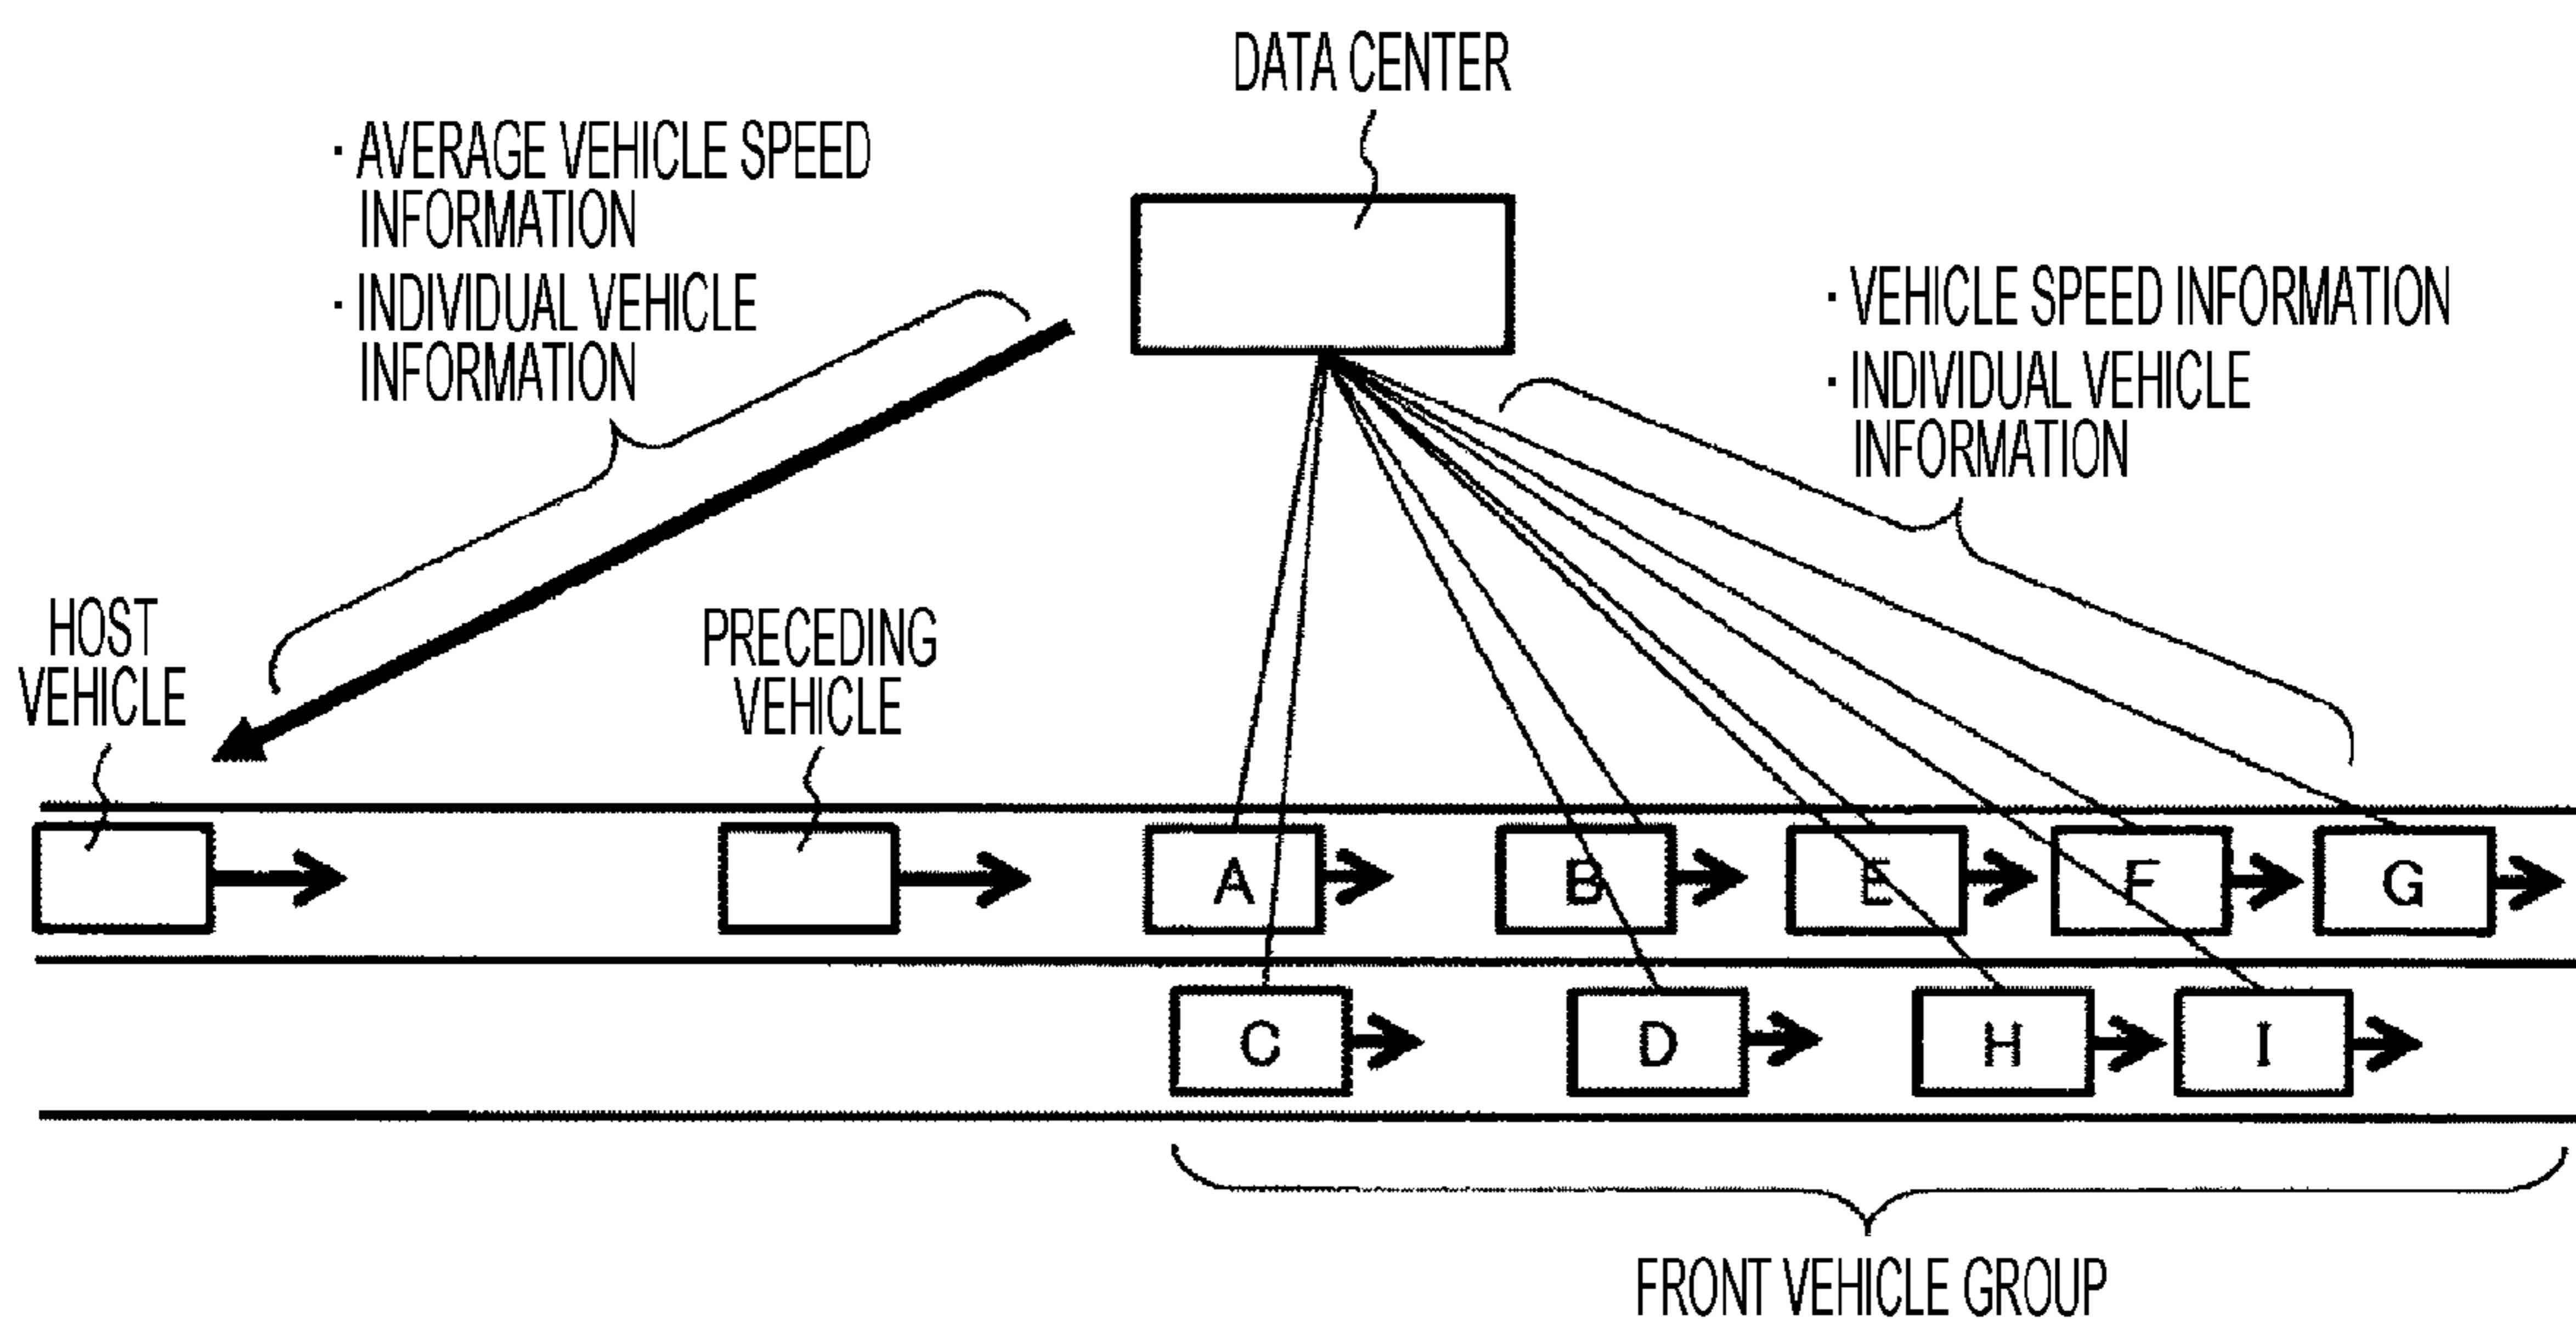 DATA CENTER
· AVERAGE VEHICLE SPEED
INFORMATION
· INDIVIDUAL VEHICLE
INFORMATION
· VEHICLE SPEED INFORMATION
· INDIVIDUAL VEHICLE
INFORMATION
HOST
VEHICLE
PRECEDING
VEHICLE
A
B
E
F
G
C
D
H
I
FRONT VEHICLE GROUP